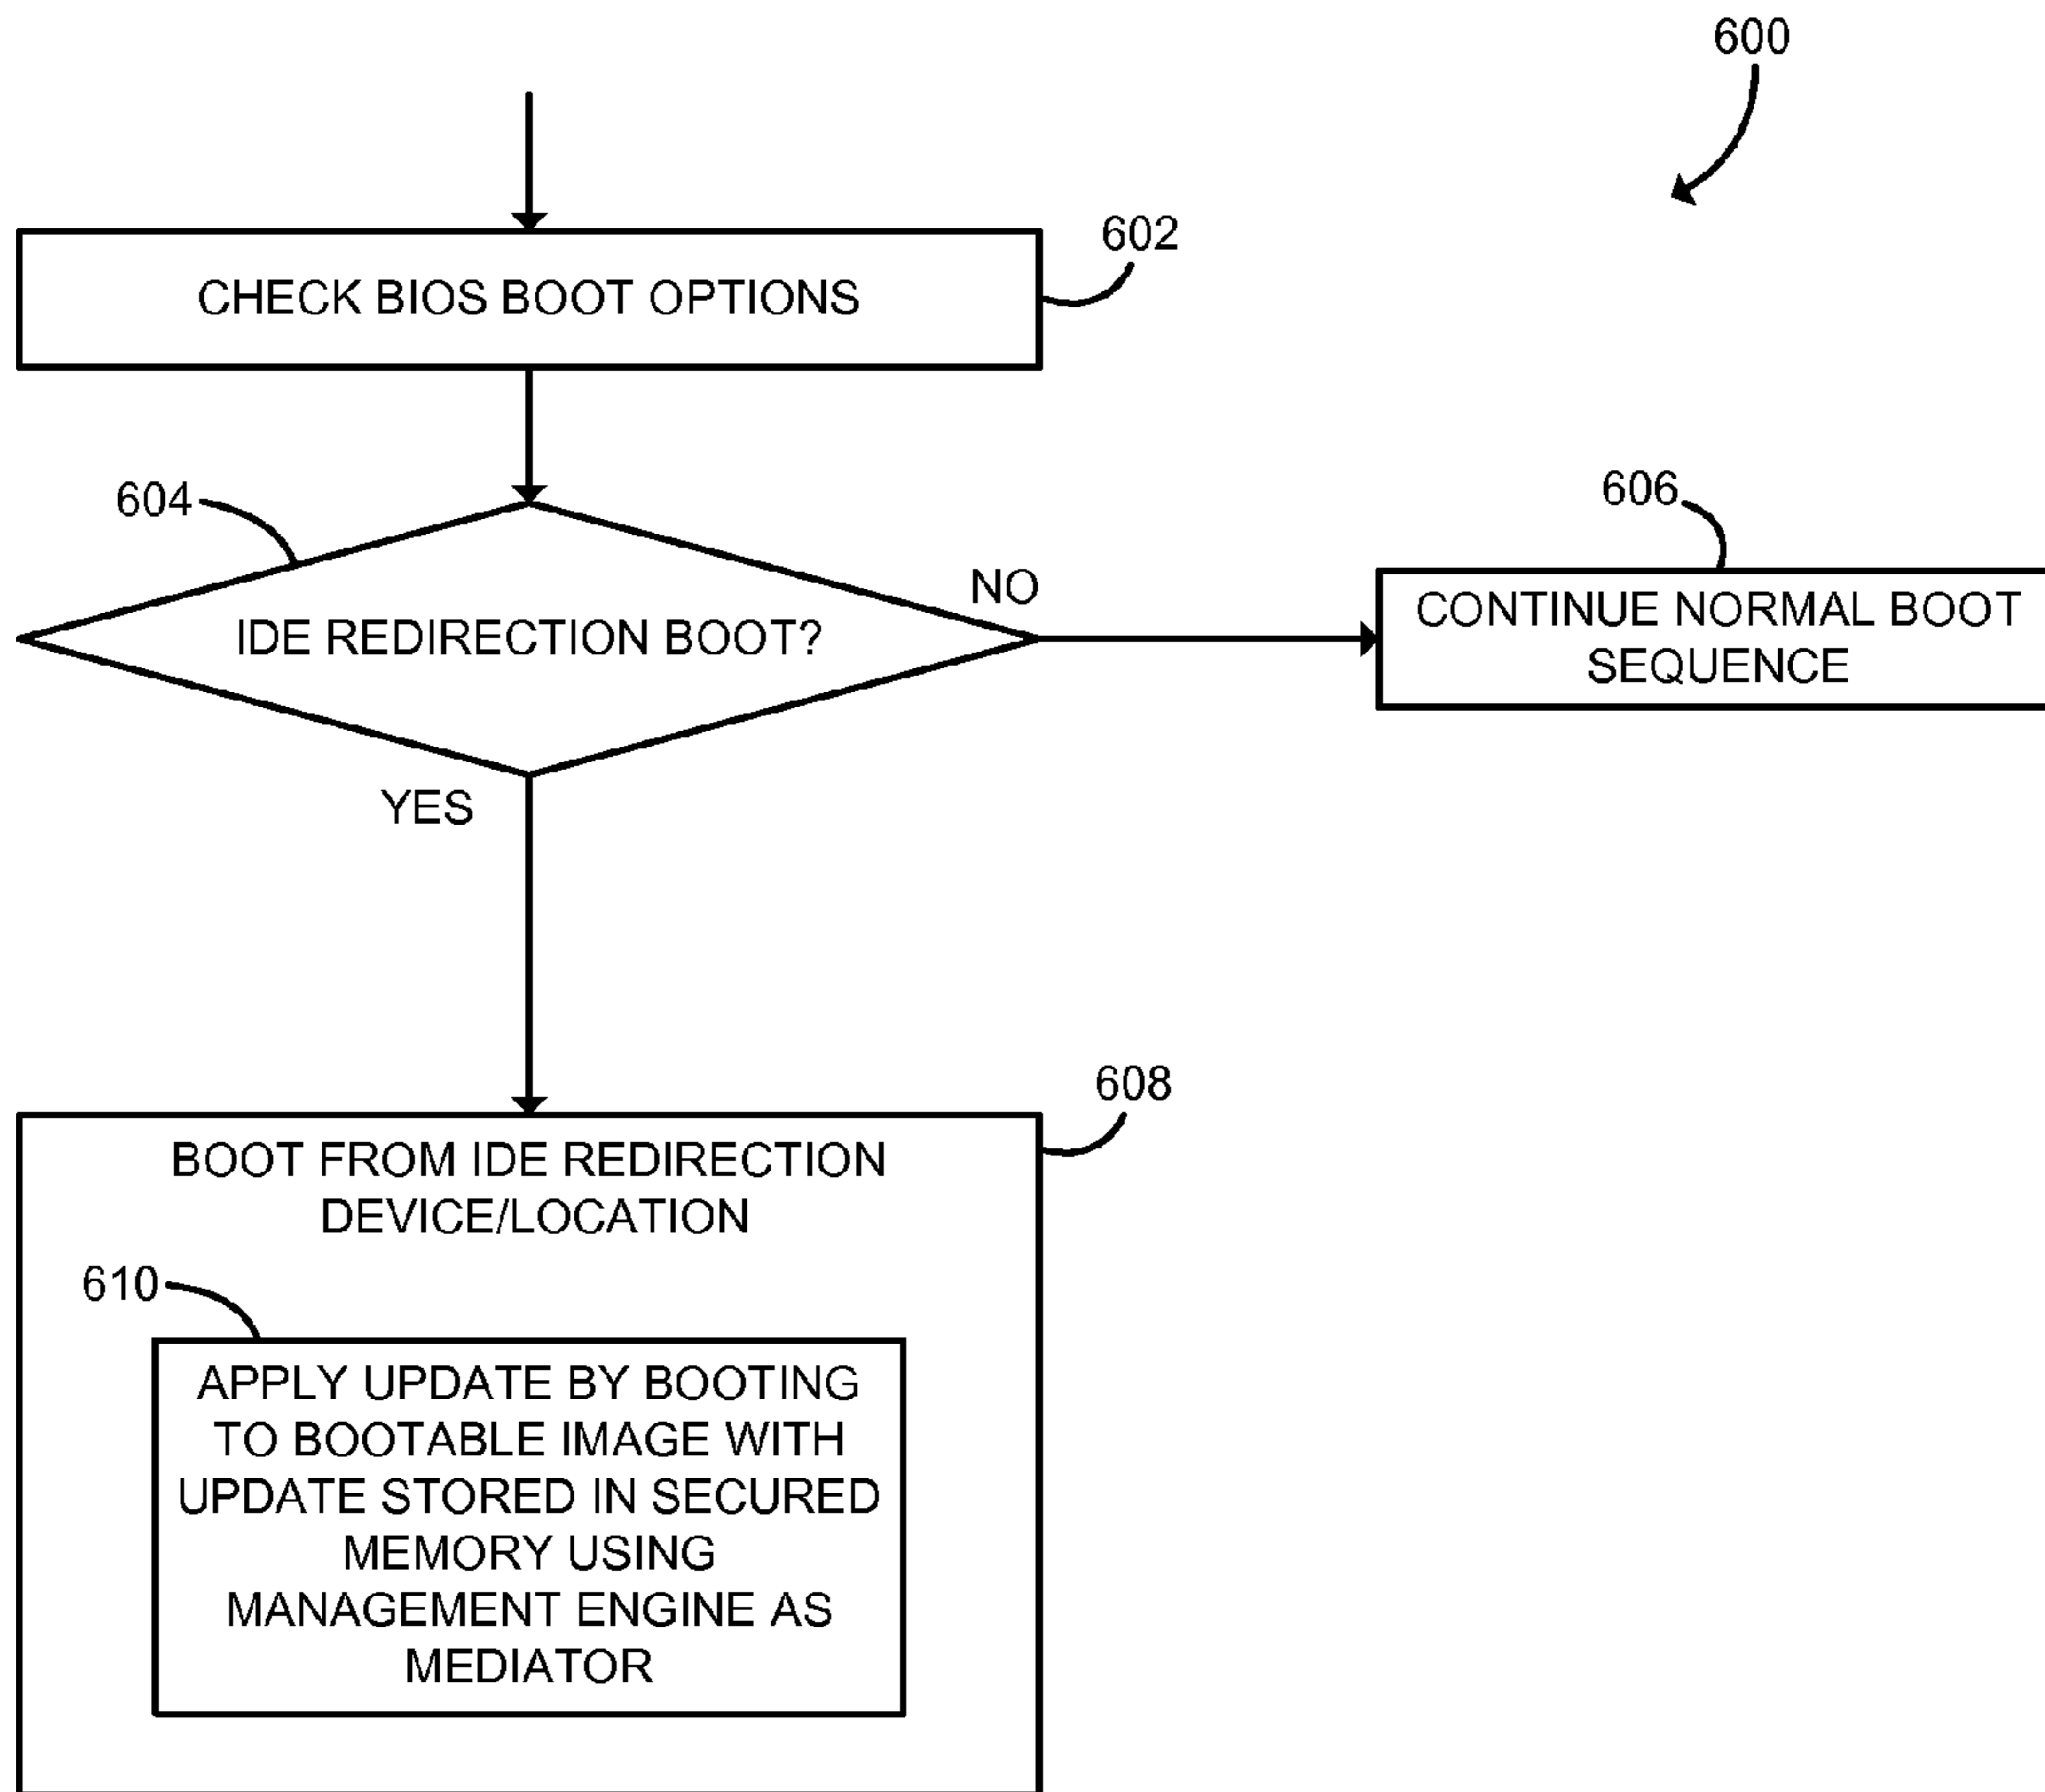 600
602
CHECK BIOS BOOT OPTIONS
604
IDE REDIRECTION BOOT?
NO
606
CONTINUE NORMAL BOOT
SEQUENCE
YES
608
BOOT FROM IDE REDIRECTION
DEVICE/LOCATION
610
APPLY UPDATE BY BOOTING
TO BOOTABLE IMAGE WITH
UPDATE STORED IN SECURED
MEMORY USING
MANAGEMENT ENGINE AS
MEDIATOR